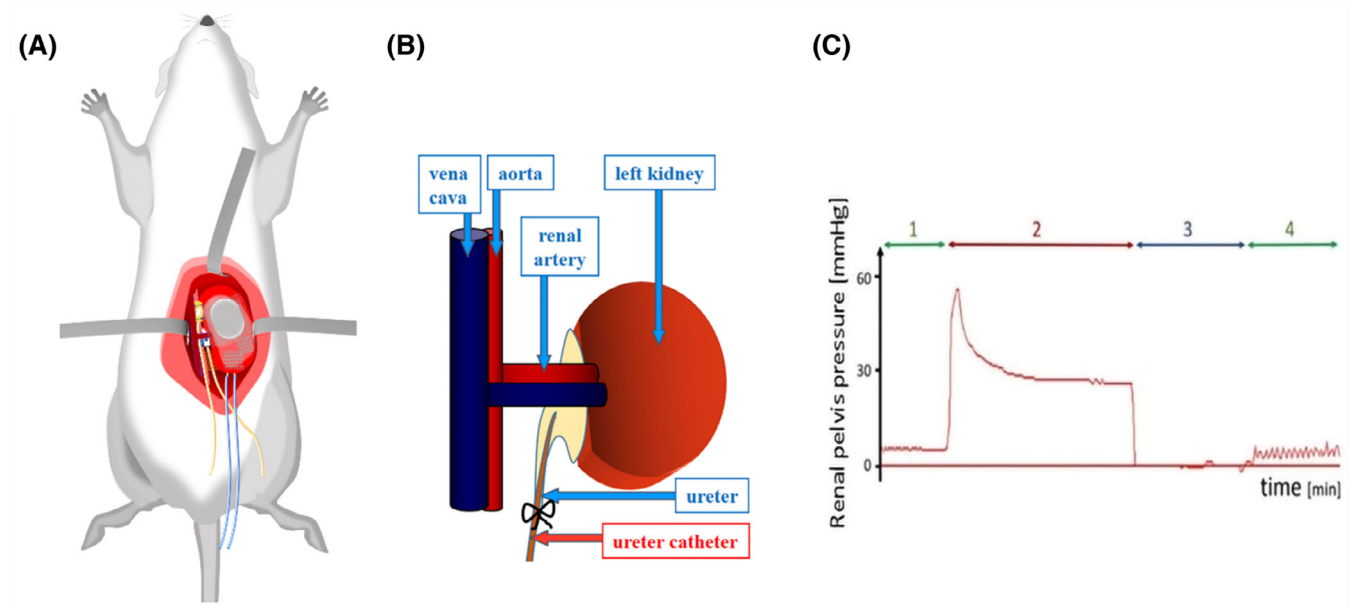 (A)
(B)
vena
cava
aorta
left kidney
renal
artery
ureter
ureter catheter
(C)
1
2
3
4
Renal pelvis pressure [mmHg]
60
30
0
time [min]